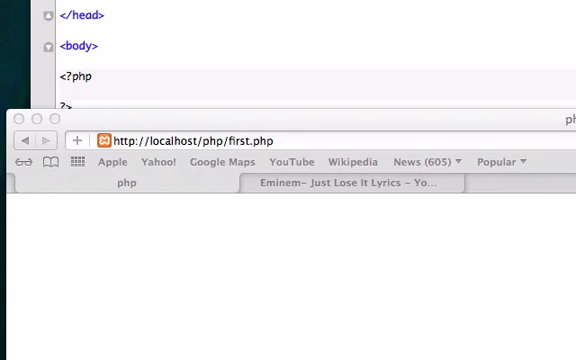 </head>
<body>
<?php
?>
ph
http://localhost/php/first.php
Apple Yahoo! Google Maps YouTube Wikipedia News (605) Popular
php Eminem- Just Lose It Lyrics - Yo...